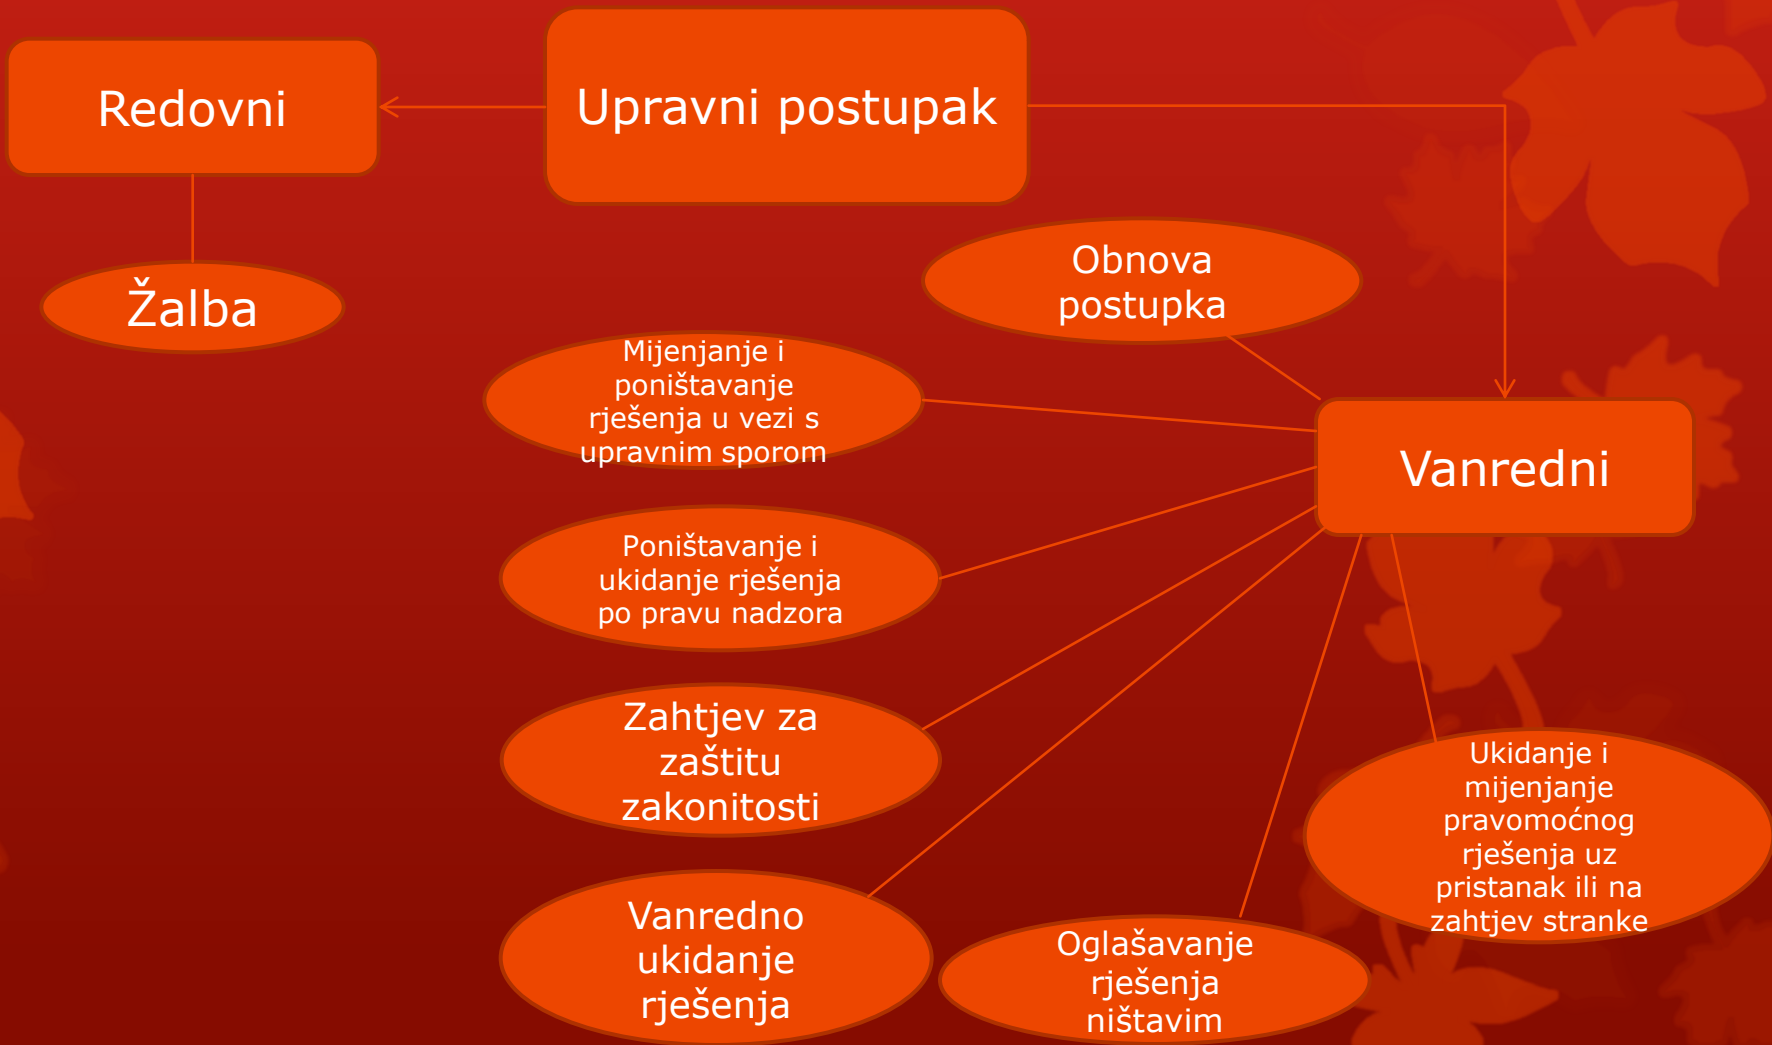 Redovni
Upravni postupak
Žalba
Obnova
postupka
Mijenjanje i
poništavanje
rješenja u vezi s
upravnim sporom
Vanredni
Poništavanje i
ukidanje rješenja
po pravu nadzora
Zahtjev za
zaštitu
zakonitosti
Vanredno
ukidanje
rješenja
Oglašavanje
rješenja
ništavim
Ukidanje i
mijenjanje
pravomoćnog
rješenja uz
pristanak ili na
zahtjev stranke